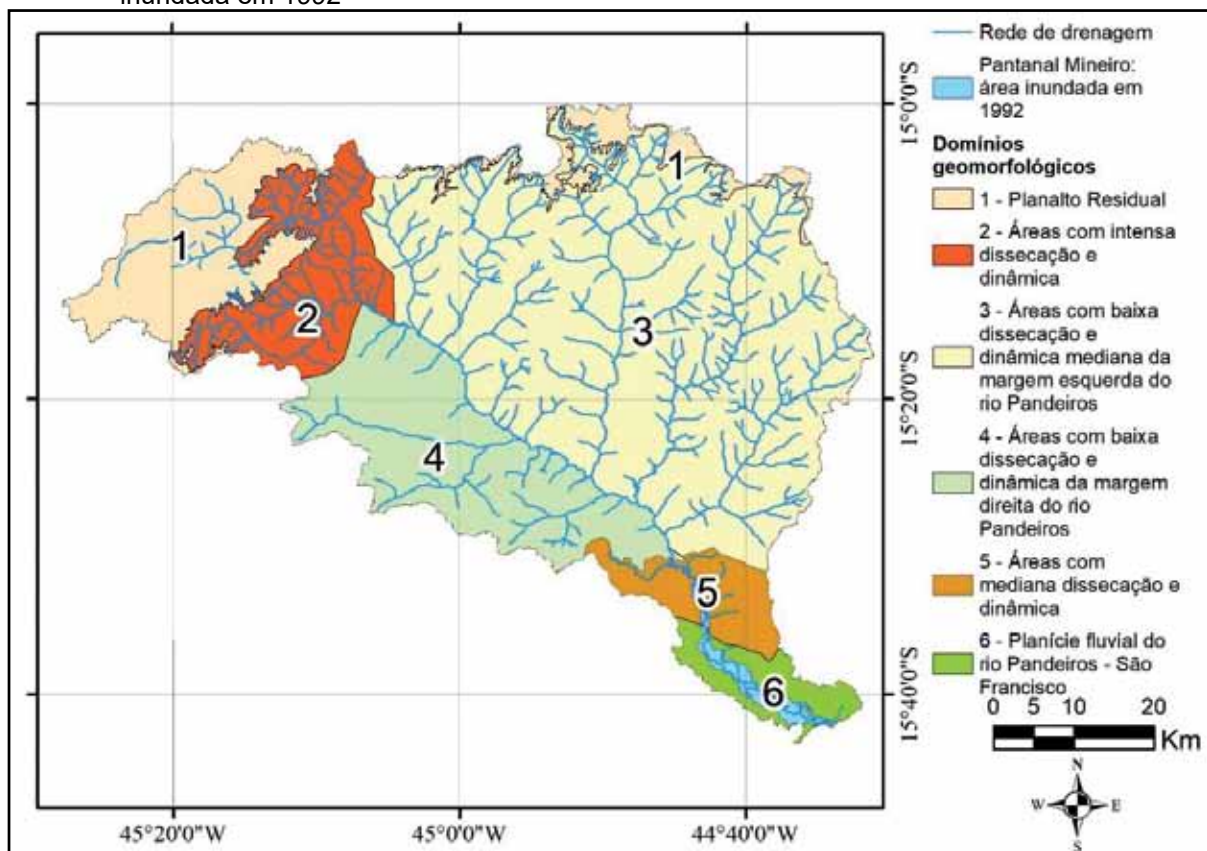 inundada em 1992
Rede de drenagem
Pantanal Mineiro:
área inundada em
1992
Domínios
geomorfológicos
1 - Planalto Residual
2 - Áreas com intensa
dissecação e
dinâmica
3 - Áreas com baixa
dissecação e
dinâmica mediana da
margem esquerda do
rio Pandeiros
4 - Áreas com baixa
dissecação e
dinâmica da margem
direita do rio
Pandeiros
5 - Áreas com
mediana dissecação e
dinâmica
6 - Planície fluvial do
rio Pandeiros - São
Francisco
0 5 10 20
Km
N
W E
S
1
1
2
3
4
5
6
15°0'0"S
15°20'0"S
15°40'0"S
45°20'0"W 45°0'0"W 44°40'0"W